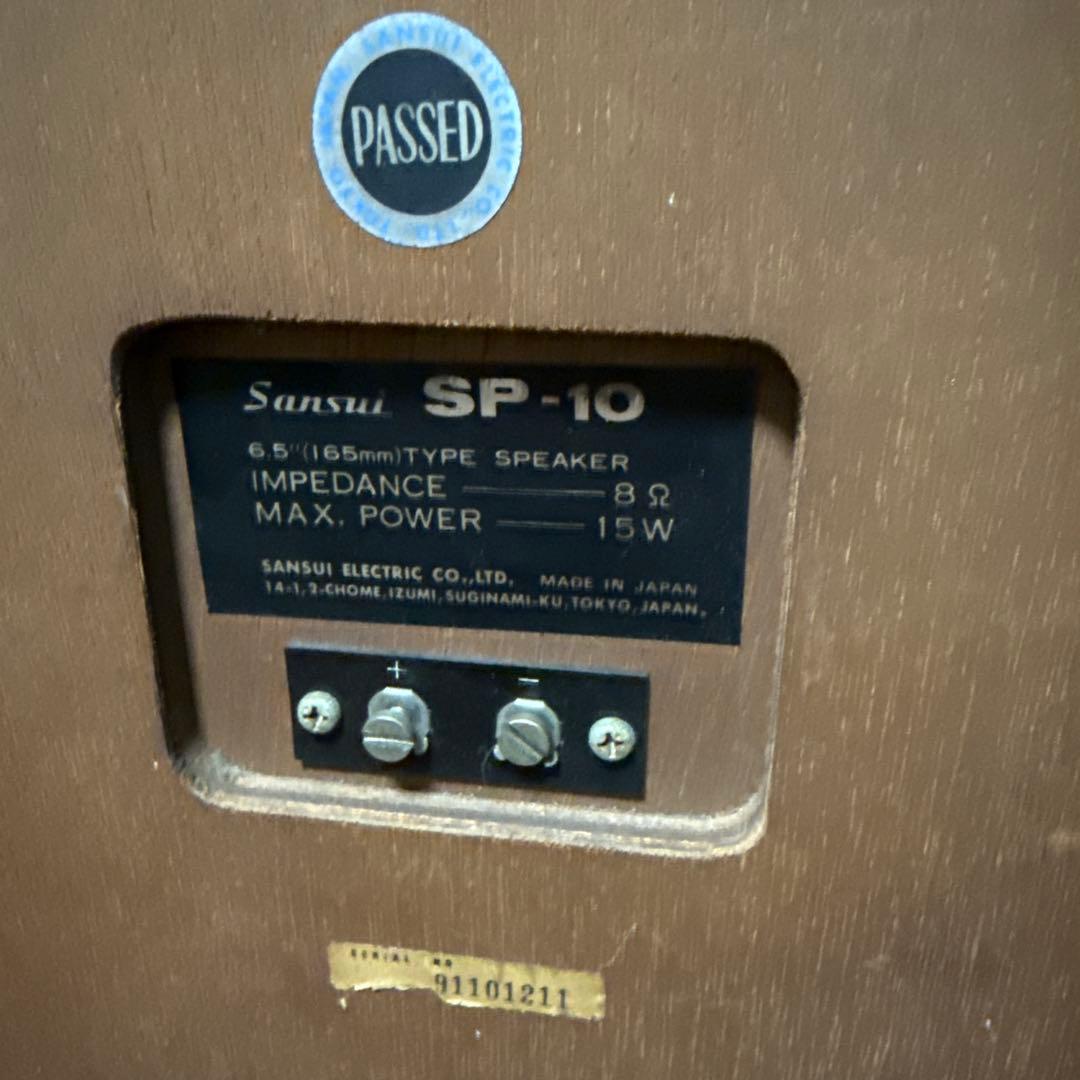 SANSUI ELECTRIC CO., LTD. TOKYO, JAPAN.
PASSED
Sansui SP-10
6.5"(165mm)TYPE SPEAKER
IMPEDANCE 8 Ω
MAX. POWER 15W
SANSUI ELECTRIC CO.,LTD. MADE IN JAPAN
14-1, 2-CHOME, IZUMI, SUGINAMI-KU, TOKYO, JAPAN.
+ −
SERIAL NO
91101211